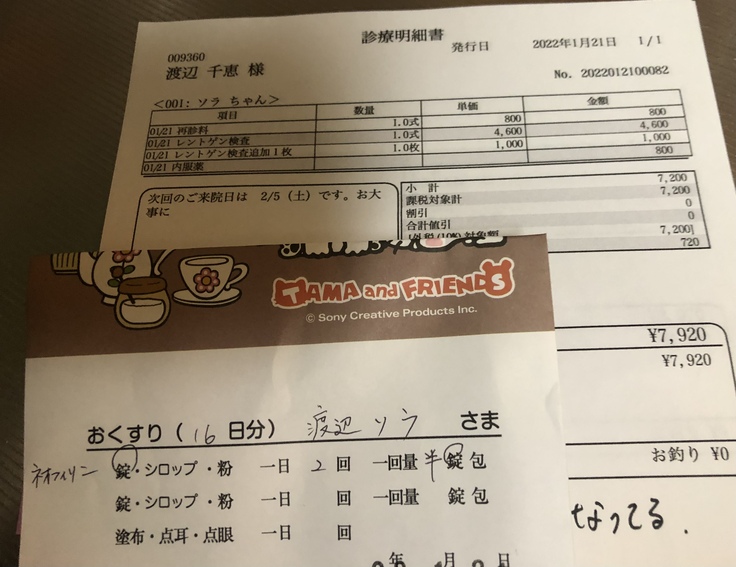 診療明細書
発行日 2022年1月21日 1/1
009360
渡辺 千恵 様
No. 2022012100082
<001: ソラ ちゃん>
項目 数量 単価 金額
01/21 再診料 1.0式 800 800
01/21 レントゲン検査 1.0式 4,600 4,600
01/21 レントゲン検査追加1枚 1.0枚 1,000 1,000
01/21 内服薬 800
次回のご来院日は 2/5(土)です。お大
事に
小 計 7,200
課税対象計 7,200
割引 0
合計値引 0
[外税(10%)対象額 7,200]
720
TAMA and FRIENDS
© Sony Creative Products Inc.
¥7,920
¥7,920
お釣り ¥0
なってる.
おくすり(16日分) 渡辺 ソラ さま
ネオフィリン 錠・シロップ・粉 一日 2 回 一回量 半 錠 包
錠・シロップ・粉 一日 回 一回量 錠 包
塗布・点耳・点眼 一日 回
年 月 日